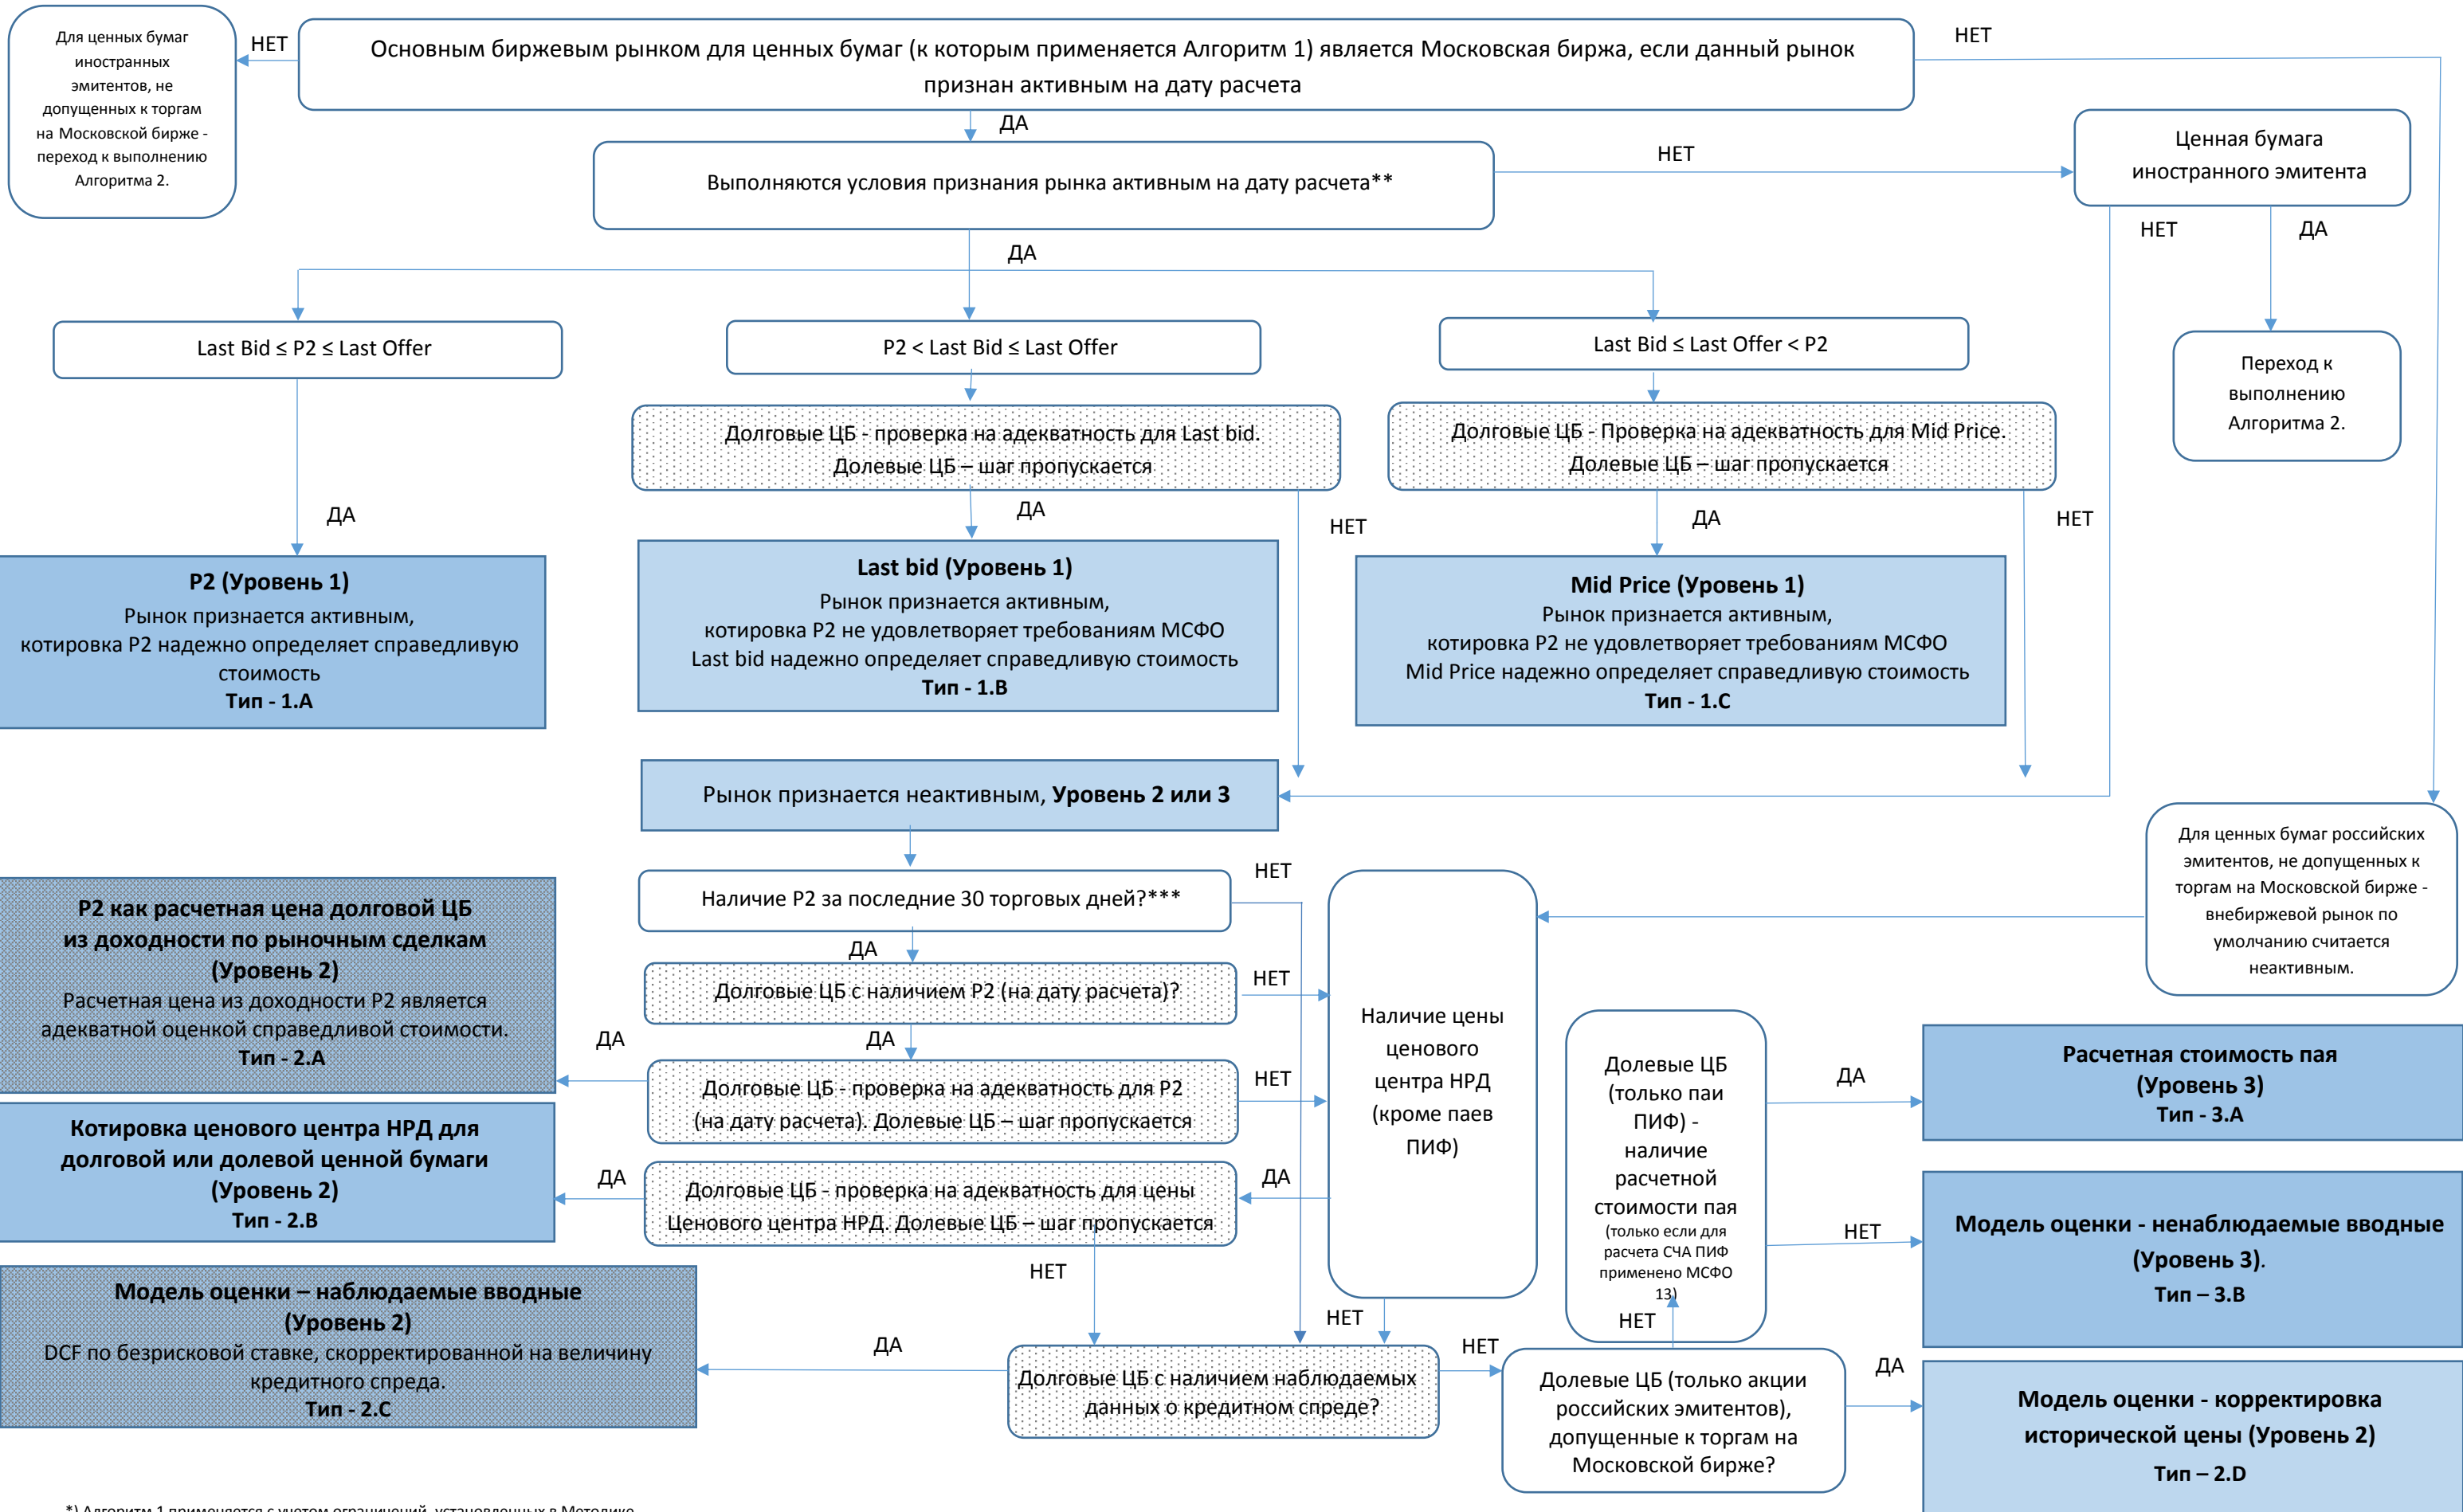 Для ценных бумаг
иностранных
эмитентов, не
допущенных к торгам
на Московской бирже -
переход к выполнению
Алгоритма 2.
НЕТ
Основным биржевым рынком для ценных бумаг (к которым применяется Алгоритм 1) является Московская биржа, если данный рынок
признан активным на дату расчета
НЕТ
ДА
Выполняются условия признания рынка активным на дату расчета**
НЕТ
Ценная бумага
иностранного эмитента
ДА
НЕТ
ДА
Last Bid ≤ P2 ≤ Last Offer
P2 < Last Bid ≤ Last Offer
Last Bid ≤ Last Offer < P2
Переход к
выполнению
Алгоритма 2.
Долговые ЦБ - проверка на адекватность для Last bid.
Долевые ЦБ – шаг пропускается
Долговые ЦБ - Проверка на адекватность для Mid Price.
Долевые ЦБ – шаг пропускается
ДА
ДА
НЕТ
ДА
НЕТ
P2 (Уровень 1)
Рынок признается активным,
котировка P2 надежно определяет справедливую
стоимость
Тип - 1.A
Last bid (Уровень 1)
Рынок признается активным,
котировка P2 не удовлетворяет требованиям МСФО
Last bid надежно определяет справедливую стоимость
Тип - 1.B
Mid Price (Уровень 1)
Рынок признается активным,
котировка P2 не удовлетворяет требованиям МСФО
Mid Price надежно определяет справедливую стоимость
Тип - 1.C
Рынок признается неактивным, Уровень 2 или 3
Для ценных бумаг российских
эмитентов, не допущенных к
торгам на Московской бирже -
внебиржевой рынок по
умолчанию считается
неактивным.
Наличие P2 за последние 30 торговых дней?***
НЕТ
ДА
P2 как расчетная цена долговой ЦБ
из доходности по рыночным сделкам
(Уровень 2)
Расчетная цена из доходности P2 является
адекватной оценкой справедливой стоимости.
Тип - 2.A
Долговые ЦБ с наличием P2 (на дату расчета)?
НЕТ
ДА
ДА
Долговые ЦБ - проверка на адекватность для P2
(на дату расчета). Долевые ЦБ – шаг пропускается
НЕТ
Наличие цены
ценового
центра НРД
(кроме паев
ПИФ)
Котировка ценового центра НРД для
долговой или долевой ценной бумаги
(Уровень 2)
Тип - 2.B
ДА
Долговые ЦБ - проверка на адекватность для цены
Ценового центра НРД. Долевые ЦБ – шаг пропускается
ДА
НЕТ
Долевые ЦБ
(только паи
ПИФ) -
наличие
расчетной
стоимости пая
(только если для
расчета СЧА ПИФ
применено МСФО
13)
ДА
Расчетная стоимость пая
(Уровень 3)
Тип - 3.A
НЕТ
Модель оценки - ненаблюдаемые вводные
(Уровень 3).
Тип – 3.B
Модель оценки – наблюдаемые вводные
(Уровень 2)
DCF по безрисковой ставке, скорректированной на величину
кредитного спреда.
Тип - 2.C
ДА
НЕТ
Долговые ЦБ с наличием наблюдаемых
данных о кредитном спреде?
НЕТ
НЕТ
Долевые ЦБ (только акции
российских эмитентов),
допущенные к торгам на
Московской бирже?
ДА
Модель оценки - корректировка
исторической цены (Уровень 2)
Тип – 2.D
*) Алгоритм 1 применяется с учетом ограничений, установленных в Методике